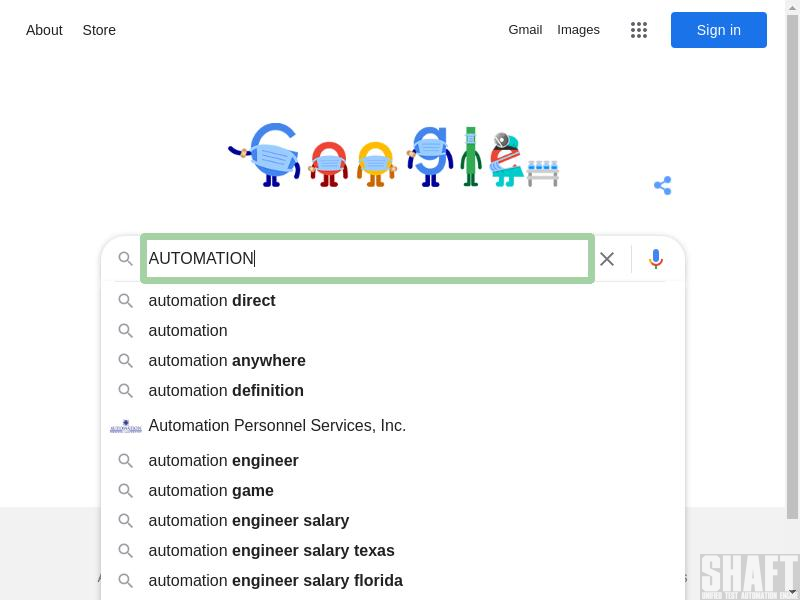 About Store Gmail Images Sign in
AUTOMATION
automation direct
automation
automation anywhere
automation definition
Automation Personnel Services, Inc.
automation engineer
automation game
automation engineer salary
automation engineer salary texas
automation engineer salary florida
SHAFT